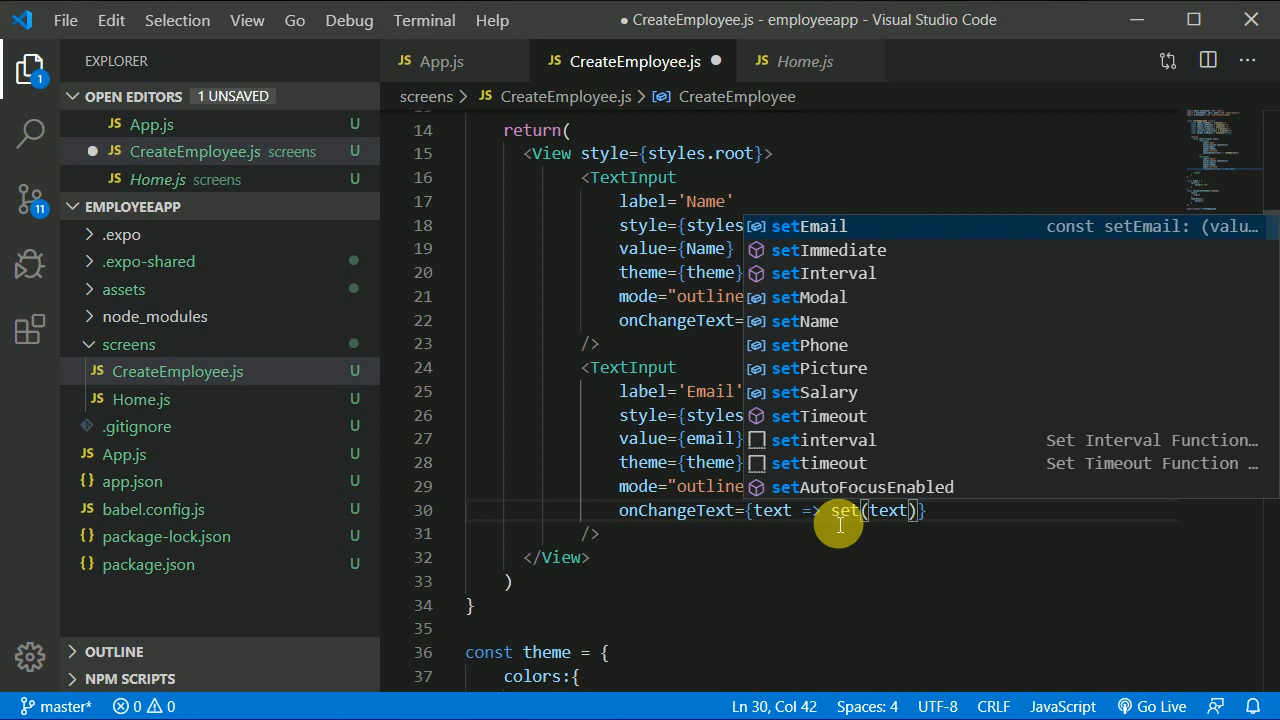 File Edit Selection View Go Debug Terminal Help
● CreateEmployee.js - employeeapp - Visual Studio Code
EXPLORER
OPEN EDITORS 1 UNSAVED
JS App.js U
● JS CreateEmployee.js screens U
JS Home.js screens U
EMPLOYEEAPP
.expo
.expo-shared
assets
node_modules
screens
JS CreateEmployee.js U
JS Home.js U
.gitignore U
JS App.js U
{} app.json U
JS babel.config.js U
{} package-lock.json U
{} package.json U
OUTLINE
NPM SCRIPTS
1
11
JS App.js
JS CreateEmployee.js ●
JS Home.js
screens > JS CreateEmployee.js > CreateEmployee
14 return(
15 <View style={styles.root}>
16 <TextInput
17 label='Name'
18 style={styles
19 value={Name}
20 theme={theme}
21 mode="outline
22 onChangeText=
23 />
24 <TextInput
25 label='Email'
26 style={styles
27 value={email}
28 theme={theme}
29 mode="outline
30 onChangeText={text => set(text)}
31 />
32 </View>
33 )
34 }
35
36 const theme = {
37 colors:{
setEmail const setEmail: (valu…
setImmediate
setInterval
setModal
setName
setPhone
setPicture
setSalary
setTimeout
setinterval Set Interval Function…
settimeout Set Timeout Function …
setAutoFocusEnabled
master* 0 0 Ln 30, Col 42 Spaces: 4 UTF-8 CRLF JavaScript Go Live